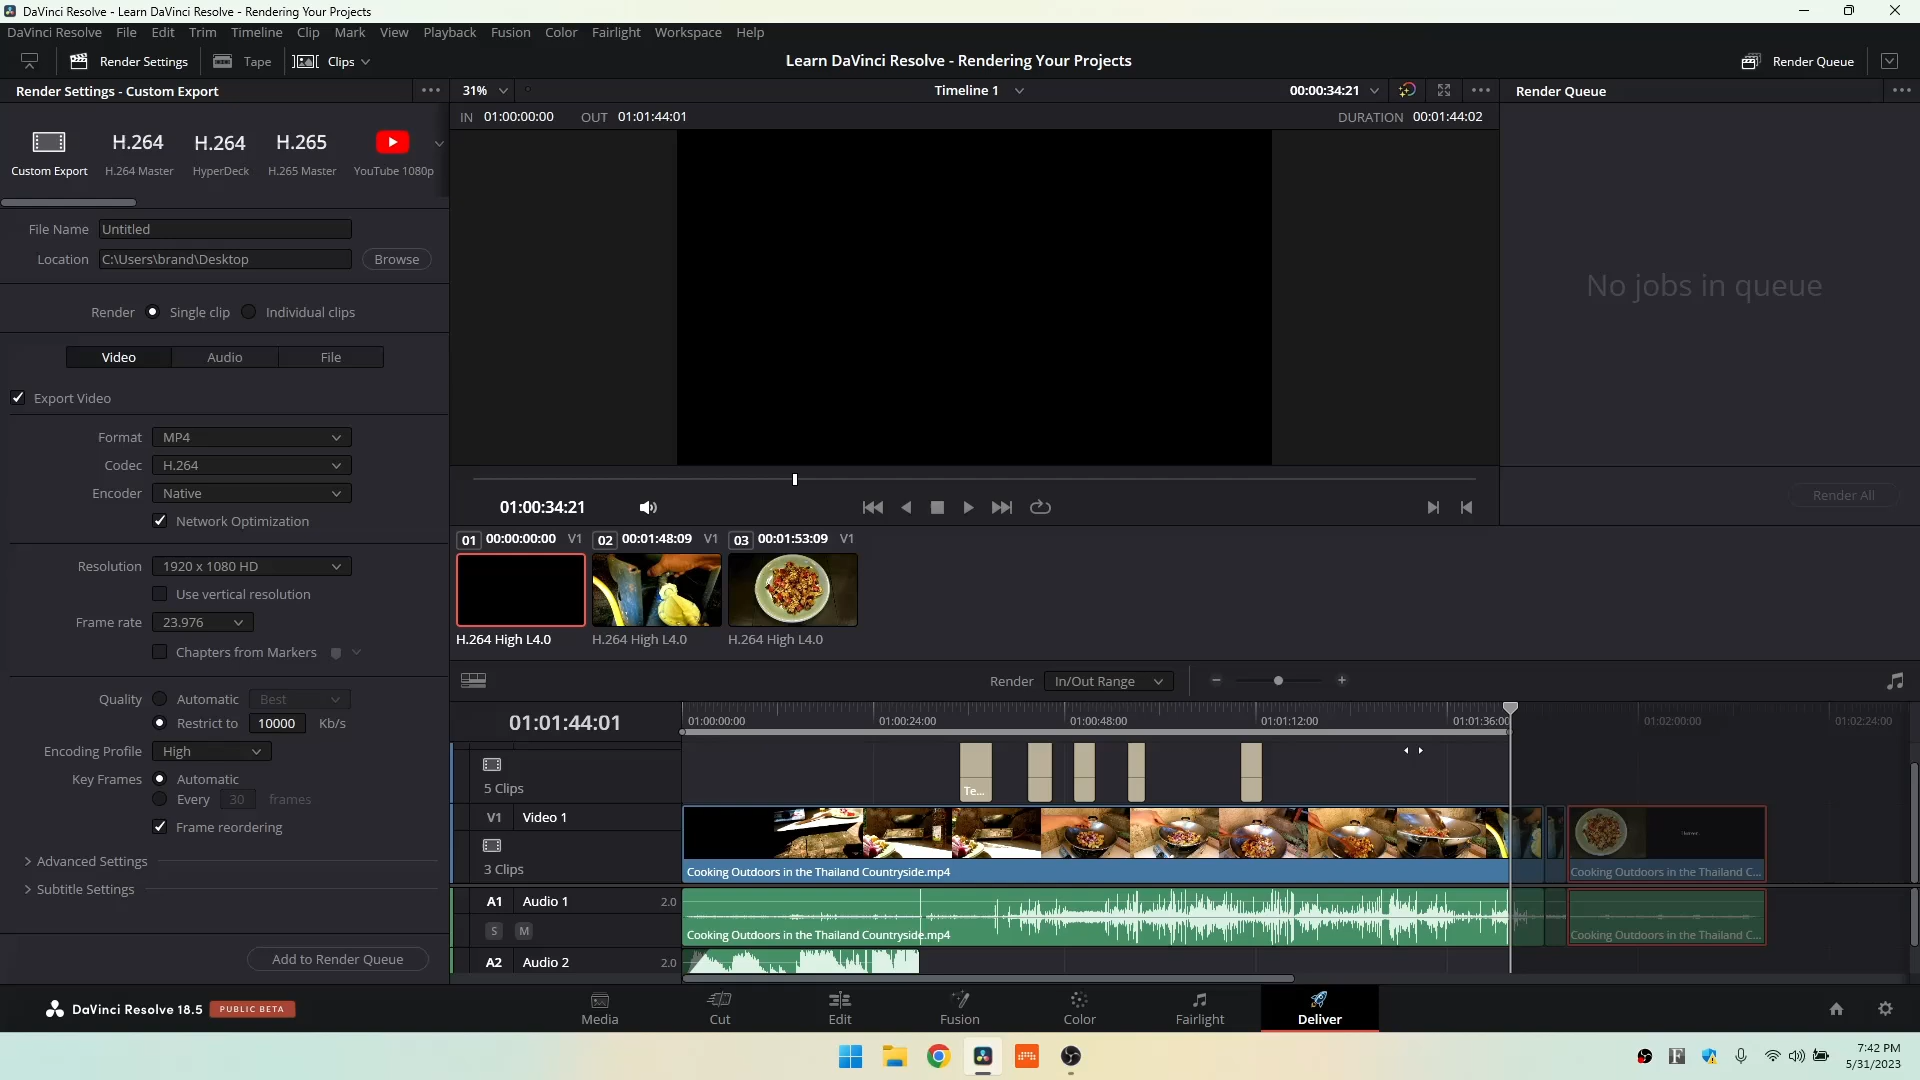 DaVinci Resolve - Learn DaVinci Resolve - Rendering Your Projects
DaVinci Resolve File Edit Trim Timeline Clip Mark View Playback Fusion Color Fairlight Workspace Help
Render Settings Tape Clips Learn DaVinci Resolve - Rendering Your Projects Render Queue
Render Settings - Custom Export 31% Timeline 1 00:00:34:21 Render Queue
IN 01:00:00:00 OUT 01:01:44:01 DURATION 00:01:44:02
H.264 H.264 H.265
Custom Export H.264 Master HyperDeck H.265 Master YouTube 1080p
File Name Untitled
Location C:\Users\brand\Desktop Browse
No jobs in queue
Render Single clip Individual clips
Video Audio File
Export Video
Format MP4
Codec H.264
Encoder Native
Render All
01:00:34:21
Network Optimization
01 00:00:00:00 V1 02 00:01:48:09 V1 03 00:01:53:09 V1
Resolution 1920 x 1080 HD
Use vertical resolution
Frame rate 23.976
H.264 High L4.0 H.264 High L4.0 H.264 High L4.0
Chapters from Markers
Render In/Out Range
Quality Automatic Best
Restrict to 10000 Kb/s
01:01:44:01 01:00:00:00 01:00:24:00 01:00:48:00 01:01:12:00 01:01:36:00 01:02:00:00 01:02:24:00
Encoding Profile High
Key Frames Automatic
Every 30 frames
5 Clips Te...
Frame reordering
V1 Video 1
Advanced Settings
3 Clips Cooking Outdoors in the Thailand Countryside.mp4 Cooking Outdoors in the Thailand C...
Subtitle Settings
A1 Audio 1 2.0
S M Cooking Outdoors in the Thailand Countryside.mp4 Cooking Outdoors in the Thailand C...
Add to Render Queue
A2 Audio 2 2.0
DaVinci Resolve 18.5 PUBLIC BETA
Media Cut Edit Fusion Color Fairlight Deliver
7:42 PM
5/31/2023